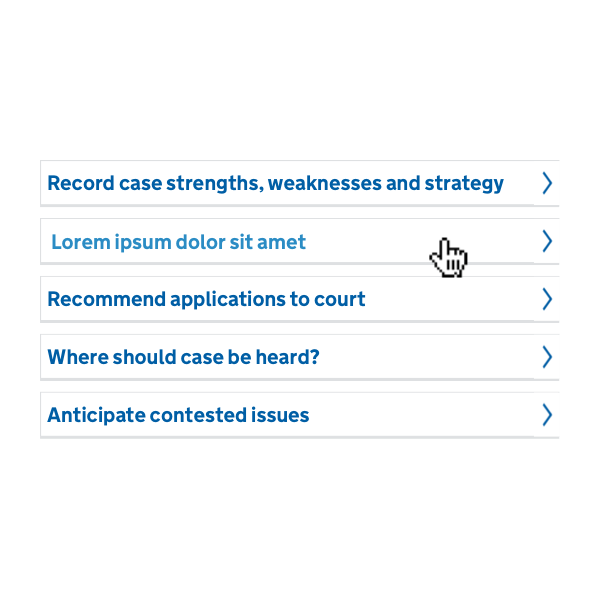 Record case strengths, weaknesses and strategy
Lorem ipsum dolor sit amet
Recommend applications to court
Where should case be heard?
Anticipate contested issues